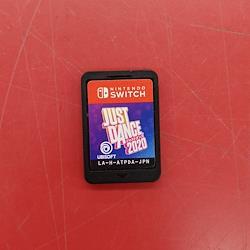 NINTENDO
SWITCH
JUST
DANCE
2020
UBISOFT
LA-H-ATPDA-JPN